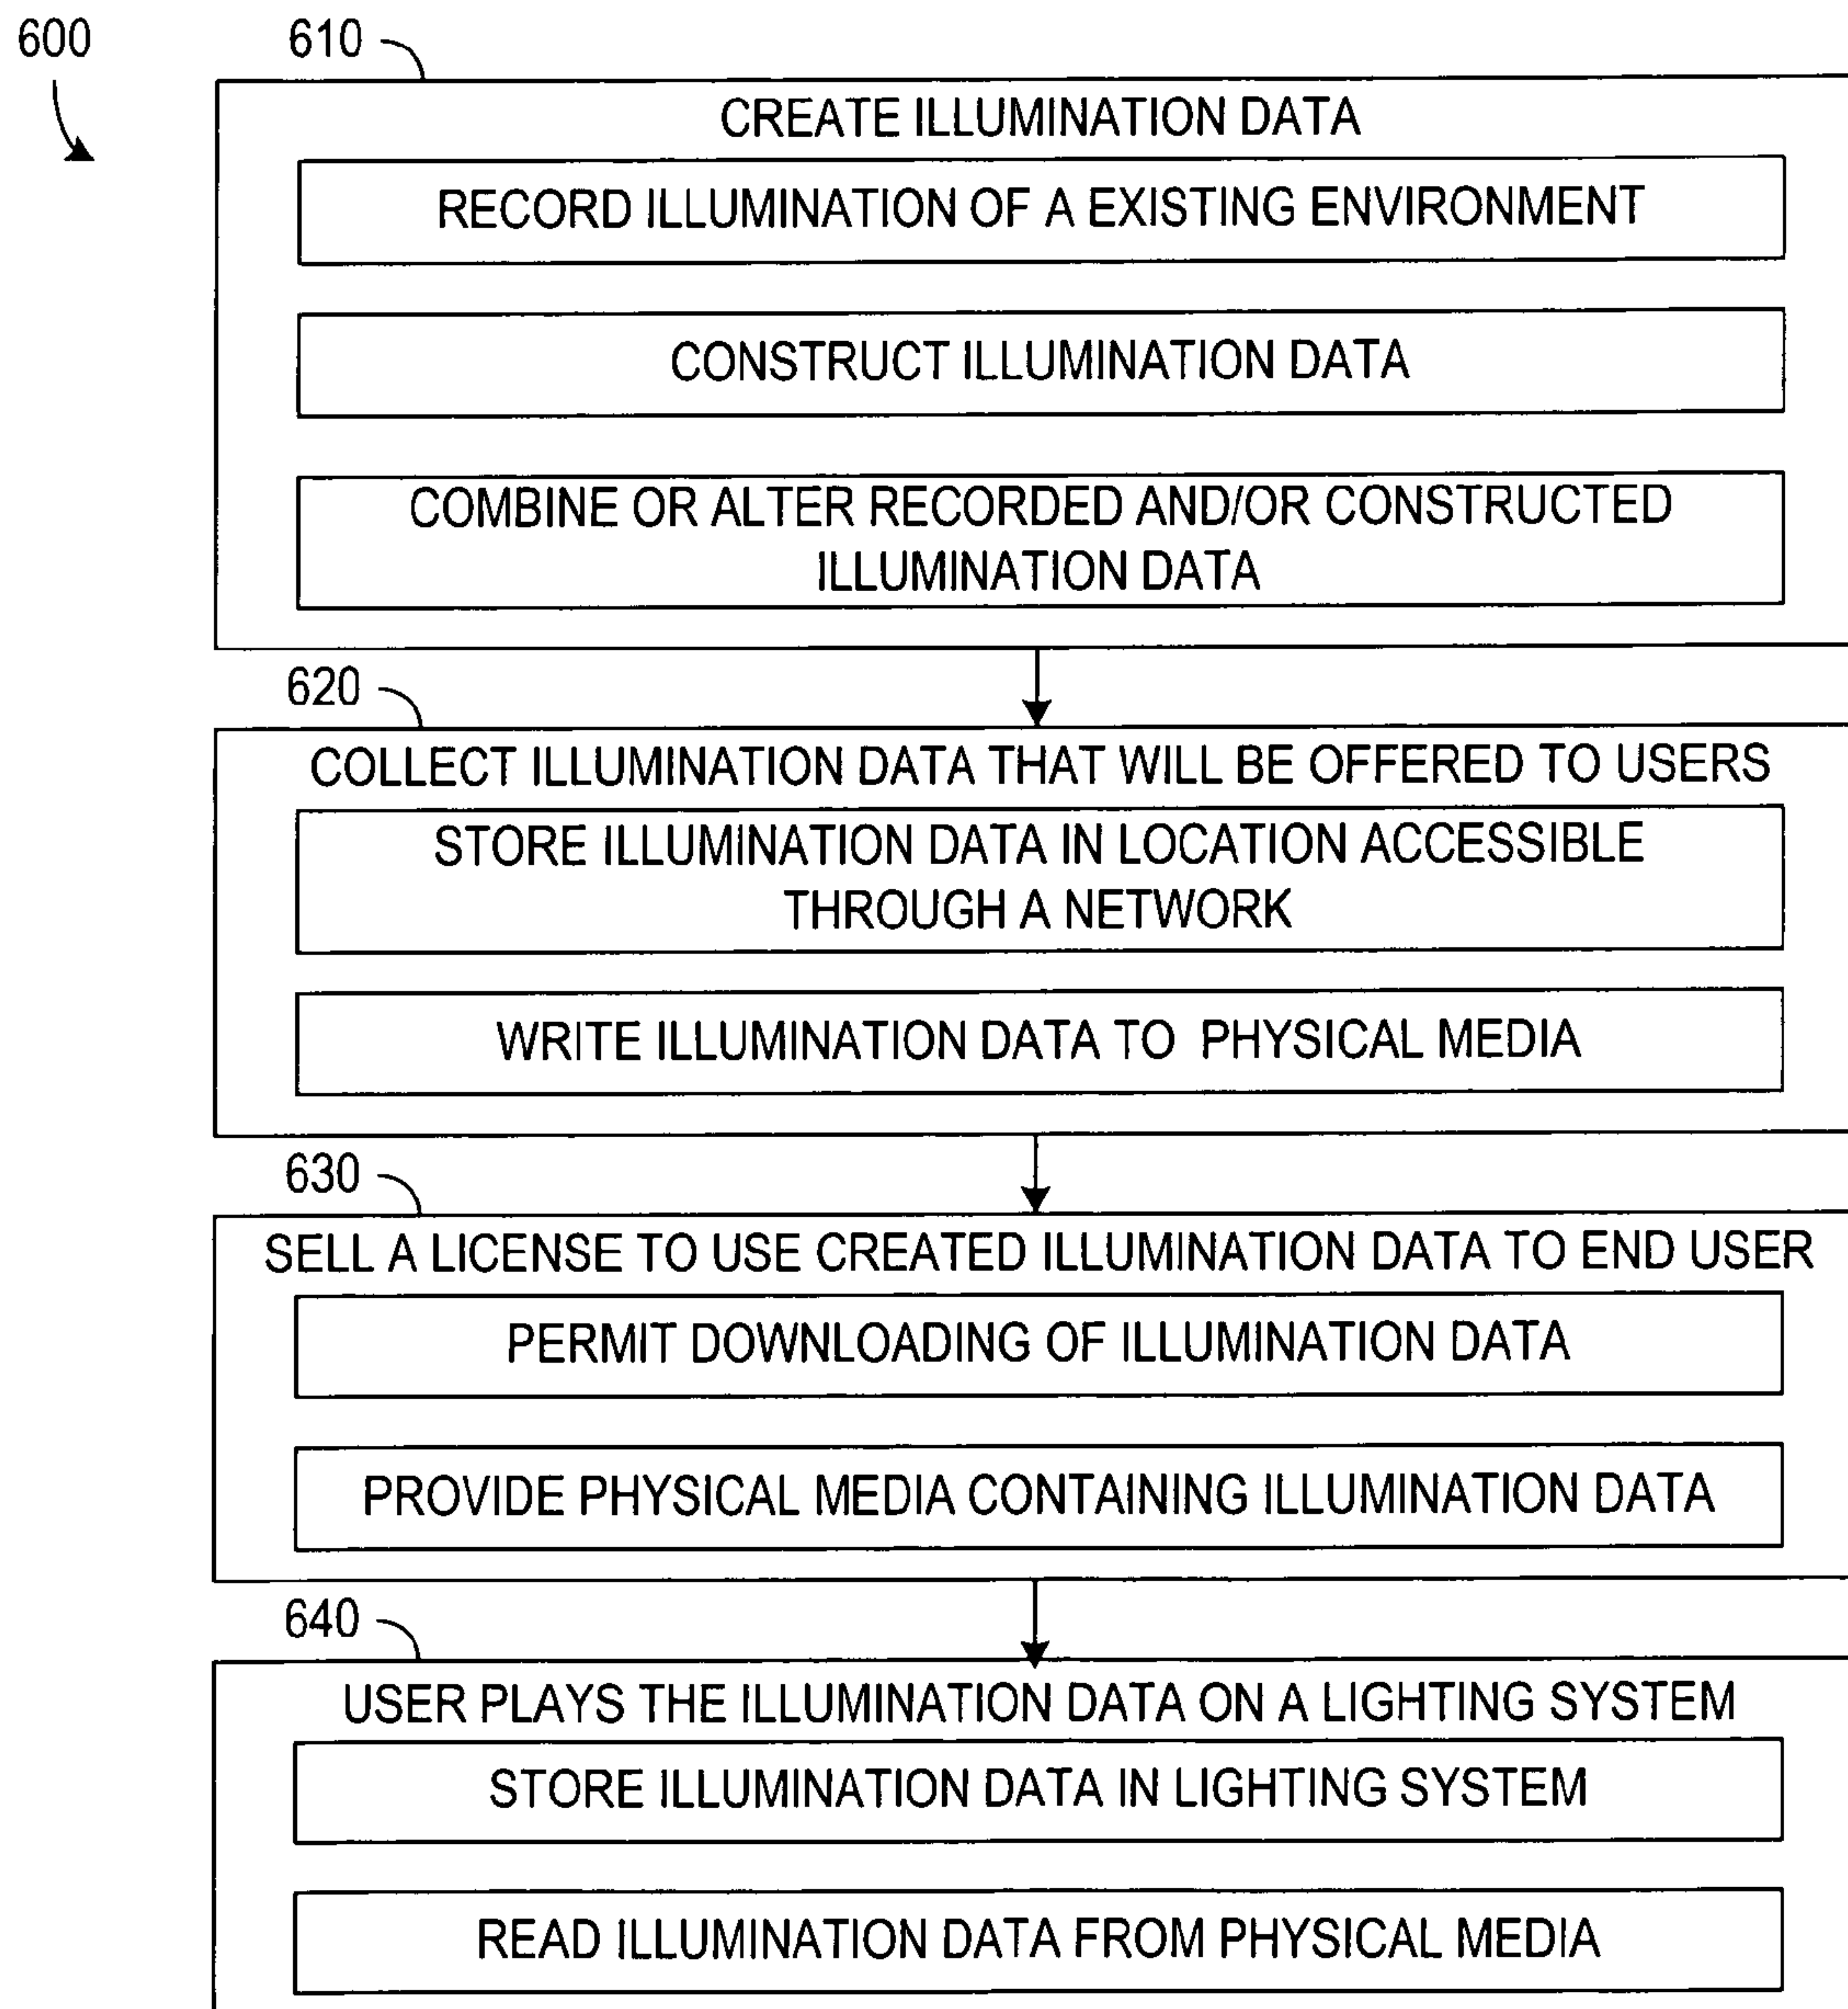 600
610
CREATE ILLUMINATION DATA
RECORD ILLUMINATION OF A EXISTING ENVIRONMENT
CONSTRUCT ILLUMINATION DATA
COMBINE OR ALTER RECORDED AND/OR CONSTRUCTED
ILLUMINATION DATA
620
COLLECT ILLUMINATION DATA THAT WILL BE OFFERED TO USERS
STORE ILLUMINATION DATA IN LOCATION ACCESSIBLE
THROUGH A NETWORK
WRITE ILLUMINATION DATA TO PHYSICAL MEDIA
630
SELL A LICENSE TO USE CREATED ILLUMINATION DATA TO END USER
PERMIT DOWNLOADING OF ILLUMINATION DATA
PROVIDE PHYSICAL MEDIA CONTAINING ILLUMINATION DATA
640
USER PLAYS THE ILLUMINATION DATA ON A LIGHTING SYSTEM
STORE ILLUMINATION DATA IN LIGHTING SYSTEM
READ ILLUMINATION DATA FROM PHYSICAL MEDIA